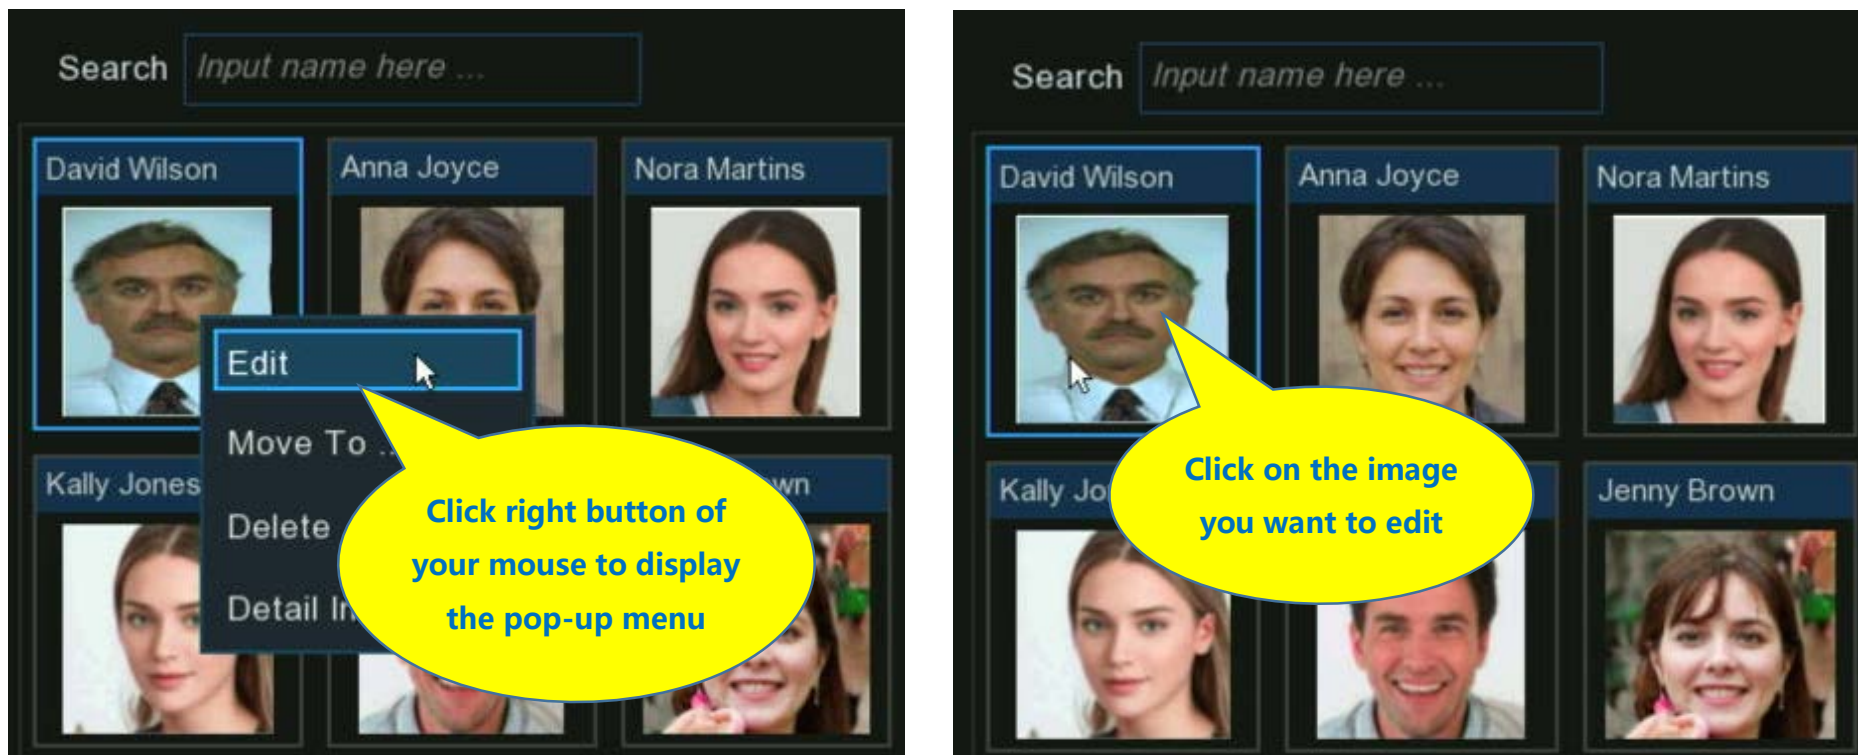 Search Input name here ...
David Wilson Anna Joyce Nora Martins
Edit
Move To ..
Delete
Detail
Kally Jones
Click right button of
your mouse to display
the pop-up menu
Search Input name here ...
David Wilson Anna Joyce Nora Martins
Kally Jenny Brown
Click on the image
you want to edit